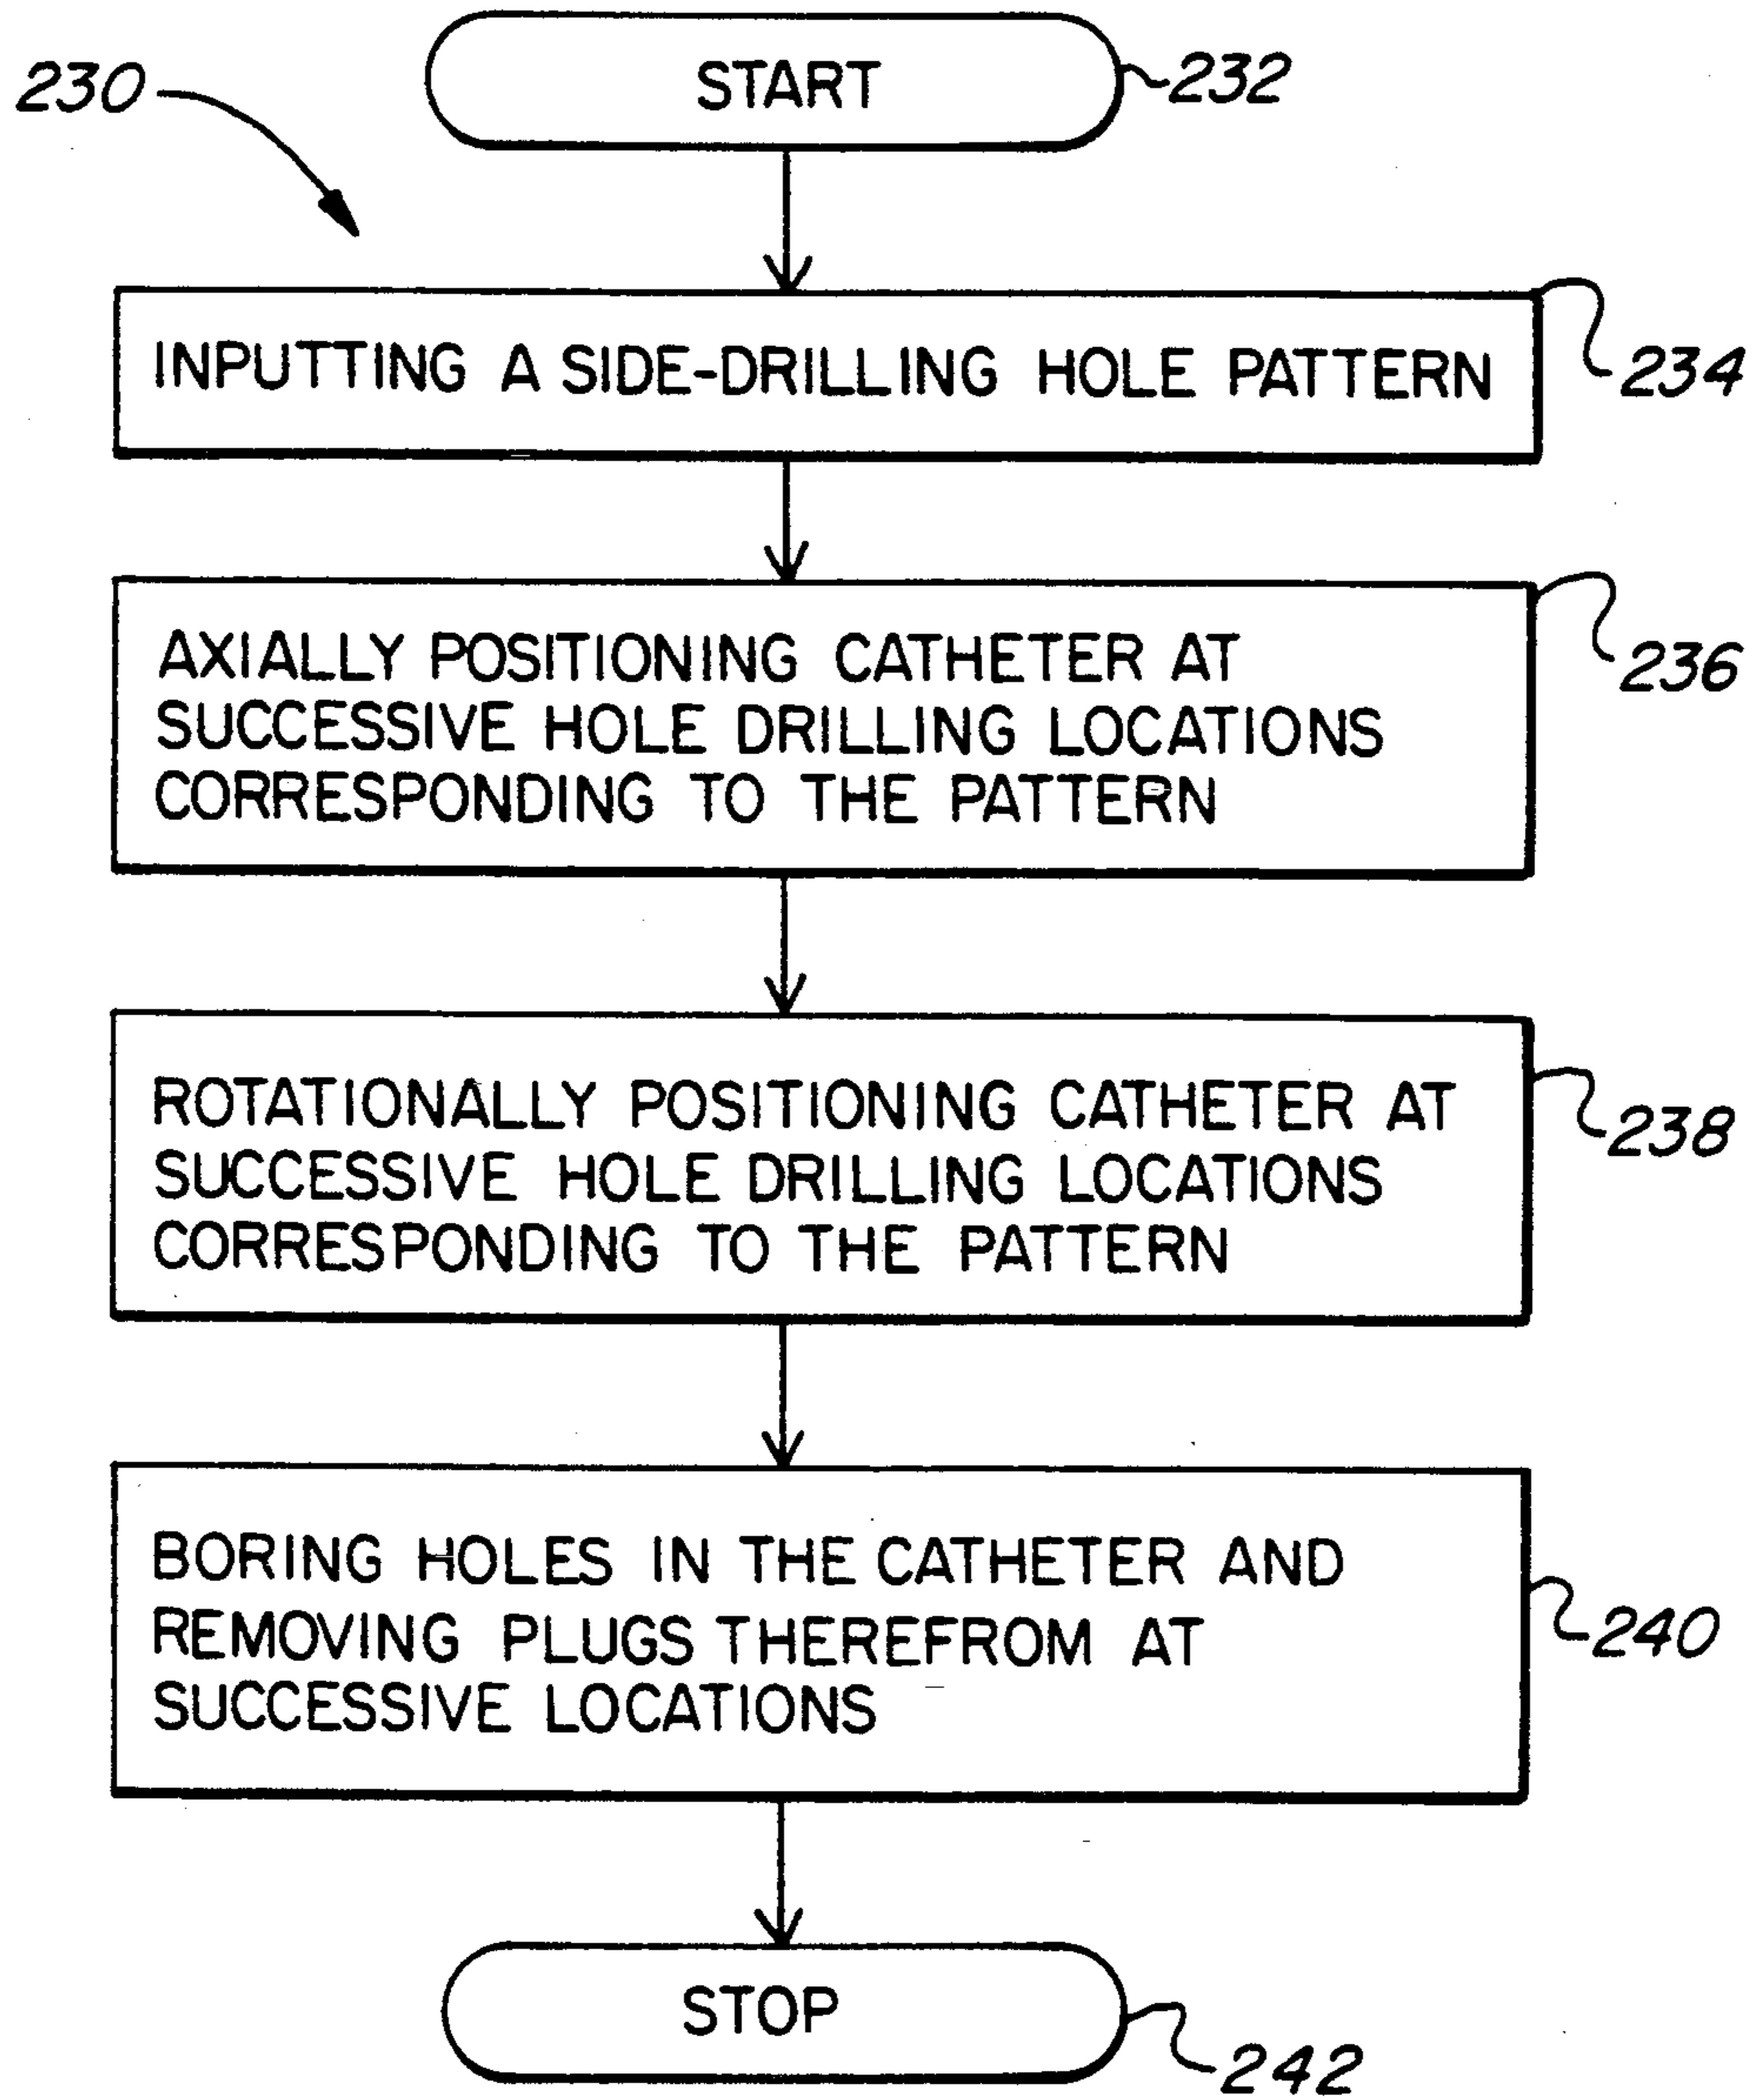 START
232
230
INPUTTING A SIDE-DRILLING HOLE PATTERN
234
AXIALLY POSITIONING CATHETER AT
SUCCESSIVE HOLE DRILLING LOCATIONS
CORRESPONDING TO THE PATTERN
236
ROTATIONALLY POSITIONING CATHETER AT
SUCCESSIVE HOLE DRILLING LOCATIONS
CORRESPONDING TO THE PATTERN
238
BORING HOLES IN THE CATHETER AND
REMOVING PLUGS THEREFROM AT
SUCCESSIVE LOCATIONS
240
STOP
242